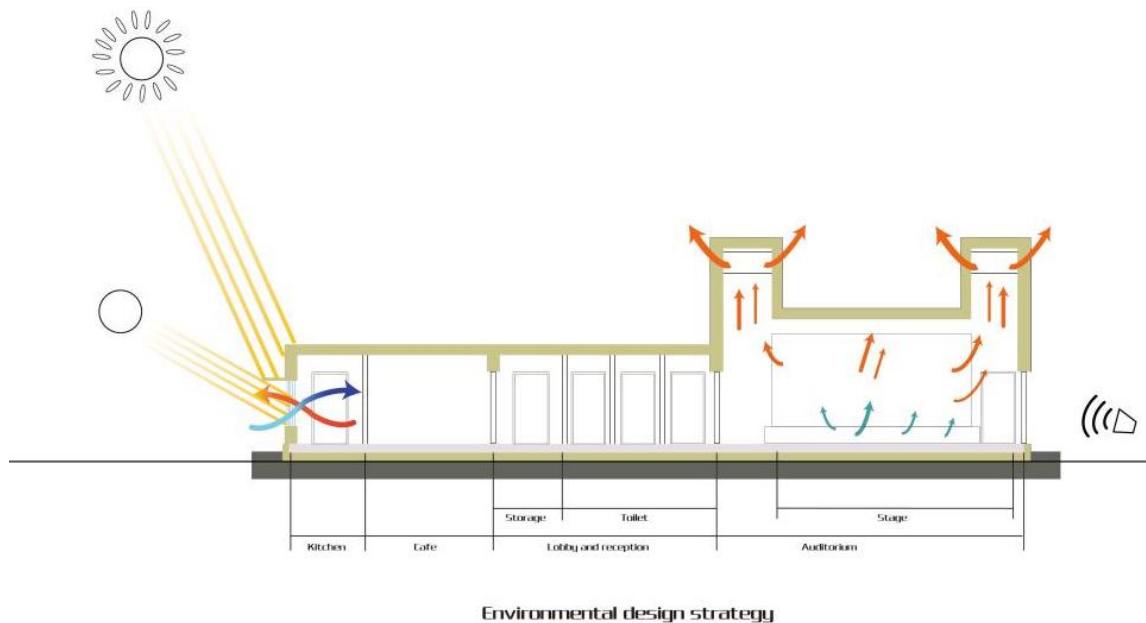 Storage
Toilet
Stage
Kitchen
Cafe
Lobby and reception
Auditorium
Environmental design strategy